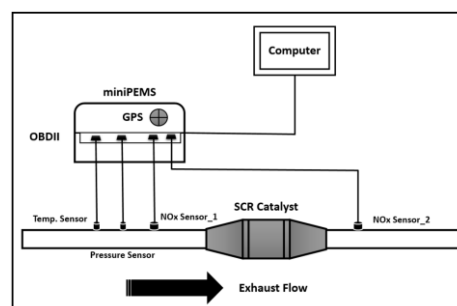 Computer
miniPEMS
GPS
OBDII
SCR Catalyst
Temp. Sensor
NOx Sensor_1
NOx Sensor_2
Pressure Sensor
Exhaust Flow